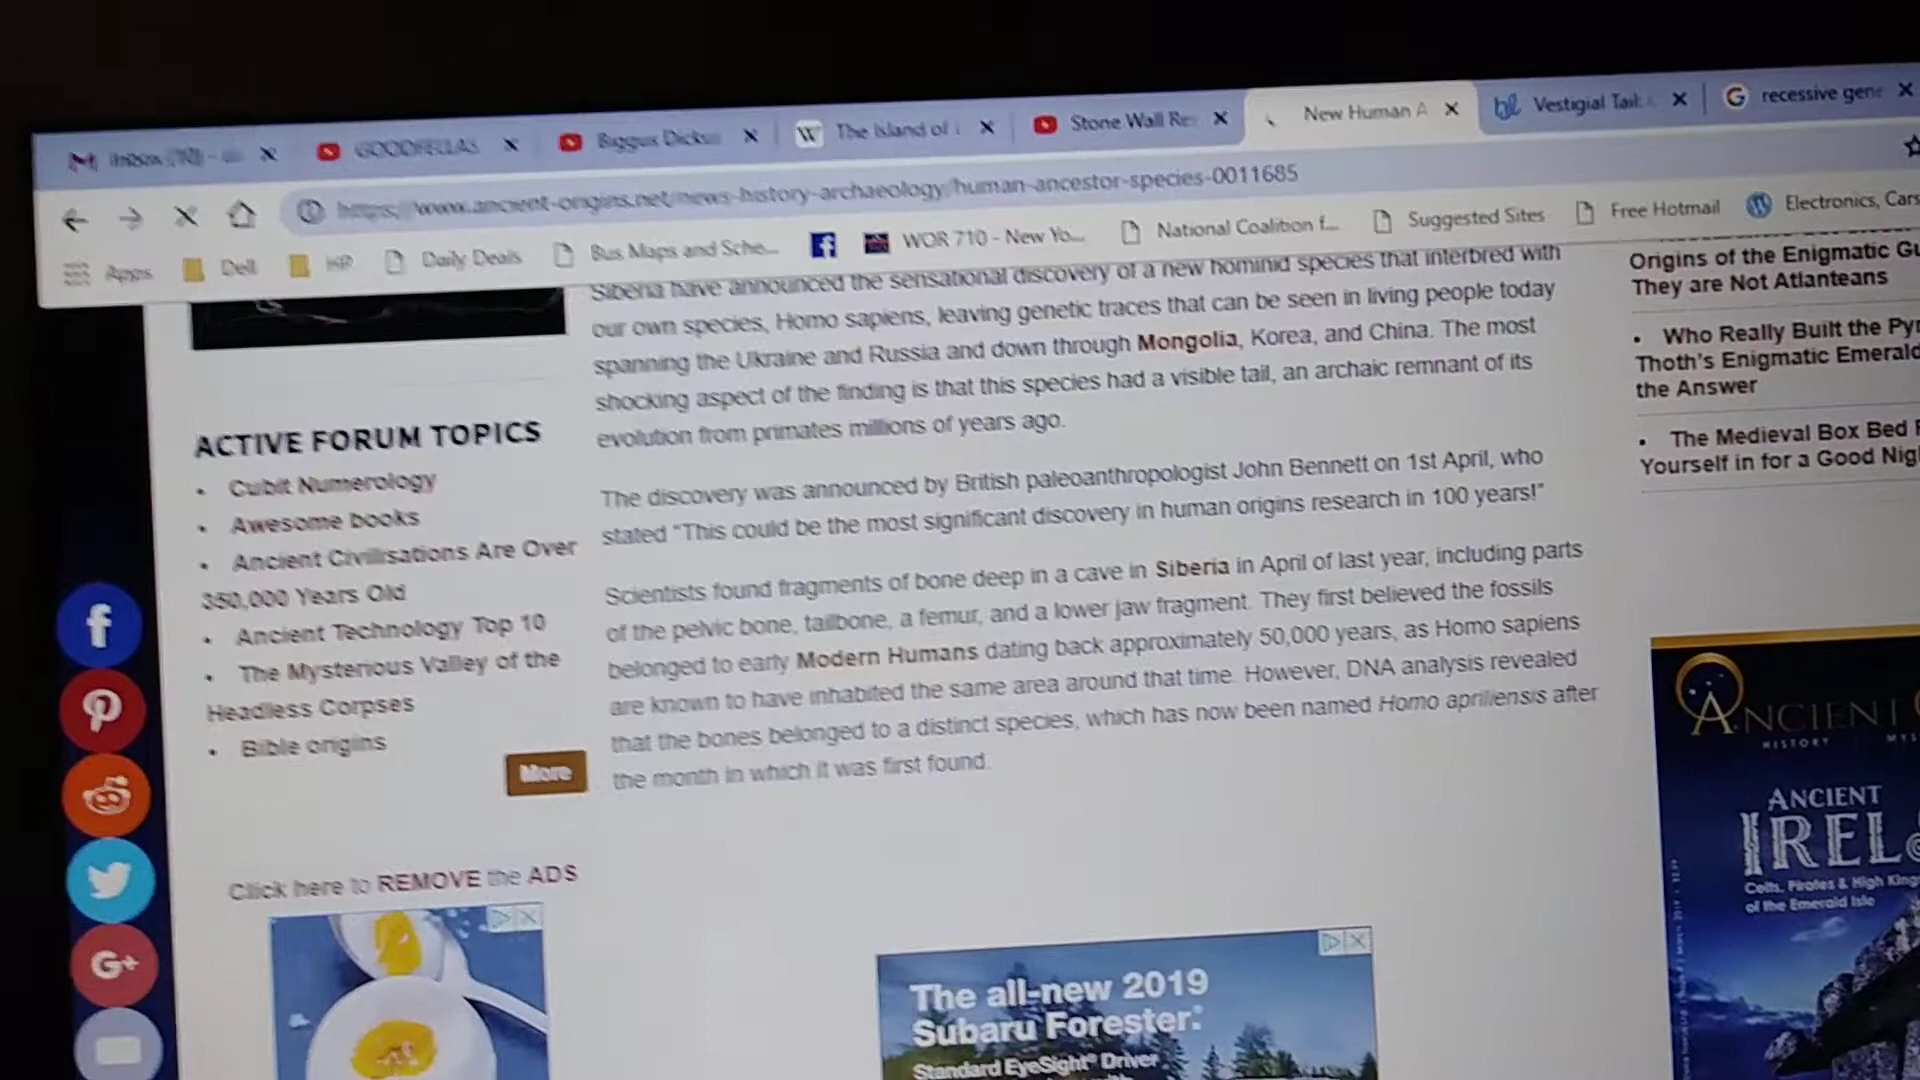 Inbox (10) -
GOODFELLAS
Biggus Dickus
The Island of
Stone Wall Re
New Human A
Vestigial Tail:
recessive gene
https://www.ancient-origins.net/news-history-archaeology/human-ancestor-species-0011685
Apps
Dell
HP
Daily Deals
Bus Maps and Sche...
WOR 710 - New Yo...
National Coalition f...
Suggested Sites
Free Hotmail
Electronics, Cars
Siberia have announced the sensational discovery of a new hominid species that interbred with
our own species, Homo sapiens, leaving genetic traces that can be seen in living people today
spanning the Ukraine and Russia and down through Mongolia, Korea, and China. The most
shocking aspect of the finding is that this species had a visible tail, an archaic remnant of its
evolution from primates millions of years ago.
The discovery was announced by British paleoanthropologist John Bennett on 1st April, who
stated "This could be the most significant discovery in human origins research in 100 years!"
Scientists found fragments of bone deep in a cave in Siberia in April of last year, including parts
of the pelvic bone, tailbone, a femur, and a lower jaw fragment. They first believed the fossils
belonged to early Modern Humans dating back approximately 50,000 years, as Homo sapiens
are known to have inhabited the same area around that time. However, DNA analysis revealed
that the bones belonged to a distinct species, which has now been named Homo apriliensis after
the month in which it was first found.
ACTIVE FORUM TOPICS
• Cubit Numerology
• Awesome books
• Ancient Civilisations Are Over
350,000 Years Old
• Ancient Technology Top 10
• The Mysterious Valley of the
Headless Corpses
• Bible origins
More
Click here to REMOVE the ADS
The all-new 2019
Subaru Forester.
Standard EyeSight® Driver
Origins of the Enigmatic Gu
They are Not Atlanteans
• Who Really Built the Pyr
Thoth's Enigmatic Emerald
the Answer
• The Medieval Box Bed
Yourself in for a Good Nig
ANCIENT
HISTORY
ANCIENT
IREL
Celts, Pirates & High King
of the Emerald Isle